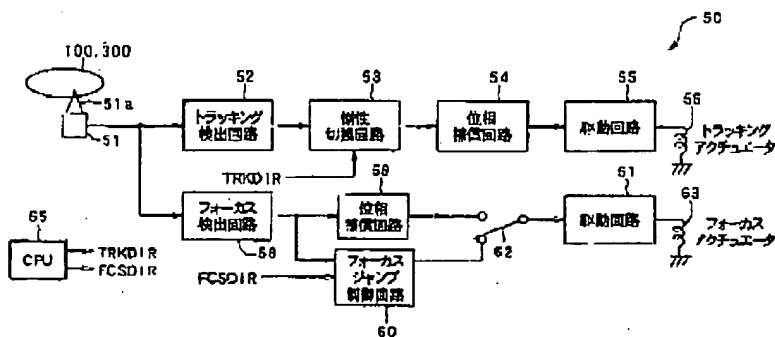 50
100,300
51a
51
52
トラッキング
検出回路
53
極性
切換回路
54
位相
補償回路
55
駆動回路
56
トラッキング
アクチュエータ
TRKDIR
58
フォーカス
検出回路
59
位相
補償回路
62
61
駆動回路
63
フォーカス
アクチュエータ
65
CPU
TRKDIR
FCSDIR
FCSDIR
フォーカス
ジャンプ
制御回路
60